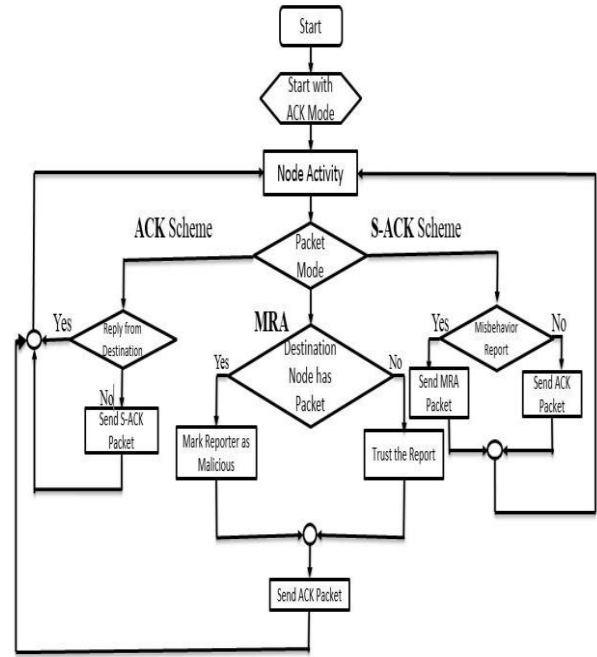 Start
Start with
ACK Mode
Node Activity
ACK Scheme
S-ACK Scheme
Packet
Mode
MRA
Yes
Reply from
Destination
No
Send S-ACK
Packet
Yes
Destination
Node has
Packet
No
Mark Reporter as
Malicious
Trust the Report
Yes
Misbehavior
Report
No
Send MRA
Packet
Send ACK
Packet
Send ACK Packet